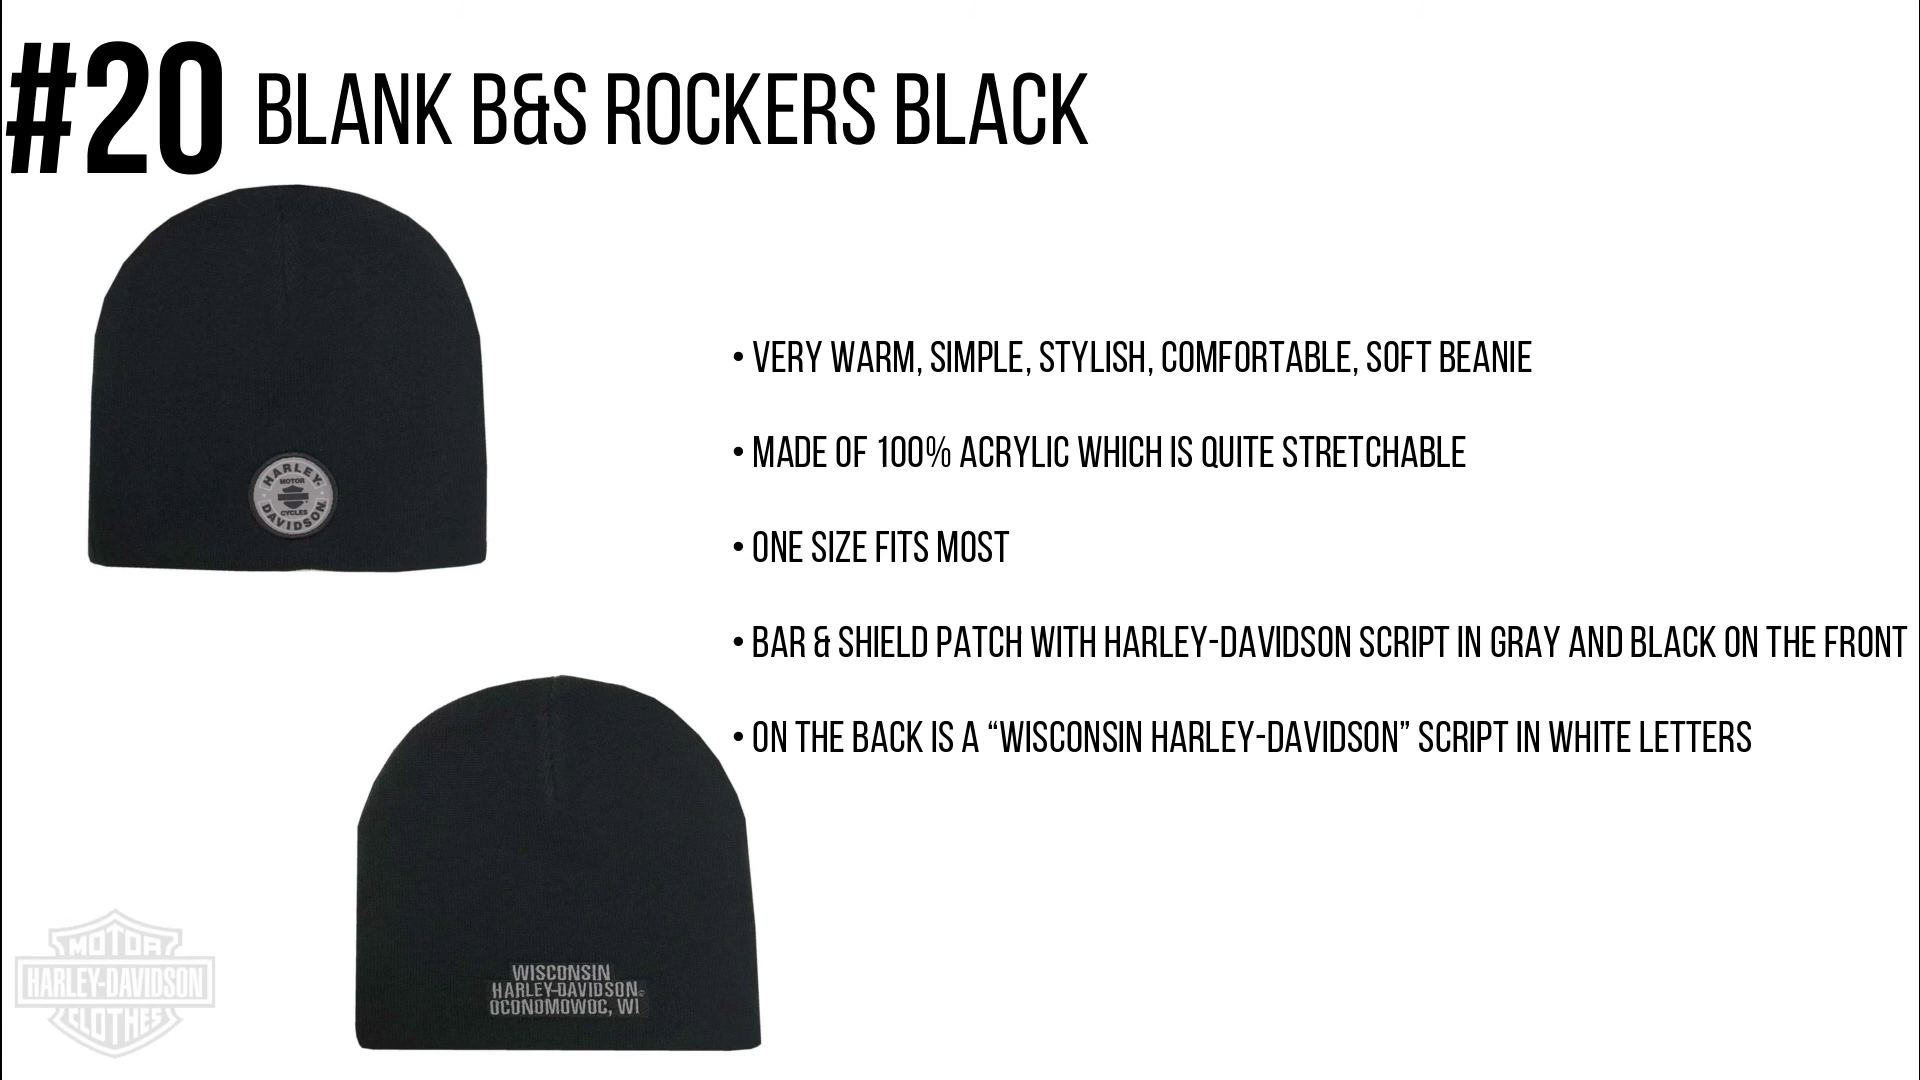 #20 BLANK B&S ROCKERS BLACK
HARLEY-
MOTOR
CYCLES
DAVIDSON
• VERY WARM, SIMPLE, STYLISH, COMFORTABLE, SOFT BEANIE
• MADE OF 100% ACRYLIC WHICH IS QUITE STRETCHABLE
• ONE SIZE FITS MOST
• BAR & SHIELD PATCH WITH HARLEY-DAVIDSON SCRIPT IN GRAY AND BLACK ON THE FRONT
• ON THE BACK IS A “WISCONSIN HARLEY-DAVIDSON” SCRIPT IN WHITE LETTERS
WISCONSIN
HARLEY-DAVIDSON®
OCONOMOWOC, WI
MOTOR
HARLEY-DAVIDSON
CLOTHES